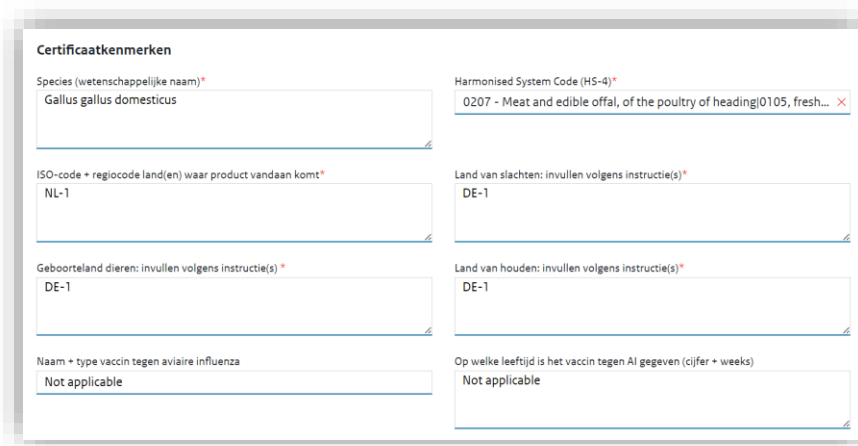 Certificaatkenmerken
Species (wetenschappelijke naam)*
Gallus gallus domesticus
Harmonised System Code (HS-4)*
0207 - Meat and edible offal, of the poultry of heading|0105, fresh...
ISO-code + regiocode land(en) waar product vandaan komt*
NL-1
Land van slachten: invullen volgens instructie(s)*
DE-1
Geboorteland dieren: invullen volgens instructie(s) *
DE-1
Land van houden: invullen volgens instructie(s)*
DE-1
Naam + type vaccin tegen aviaire influenza
Not applicable
Op welke leeftijd is het vaccin tegen AI gegeven (cijfer + weeks)
Not applicable